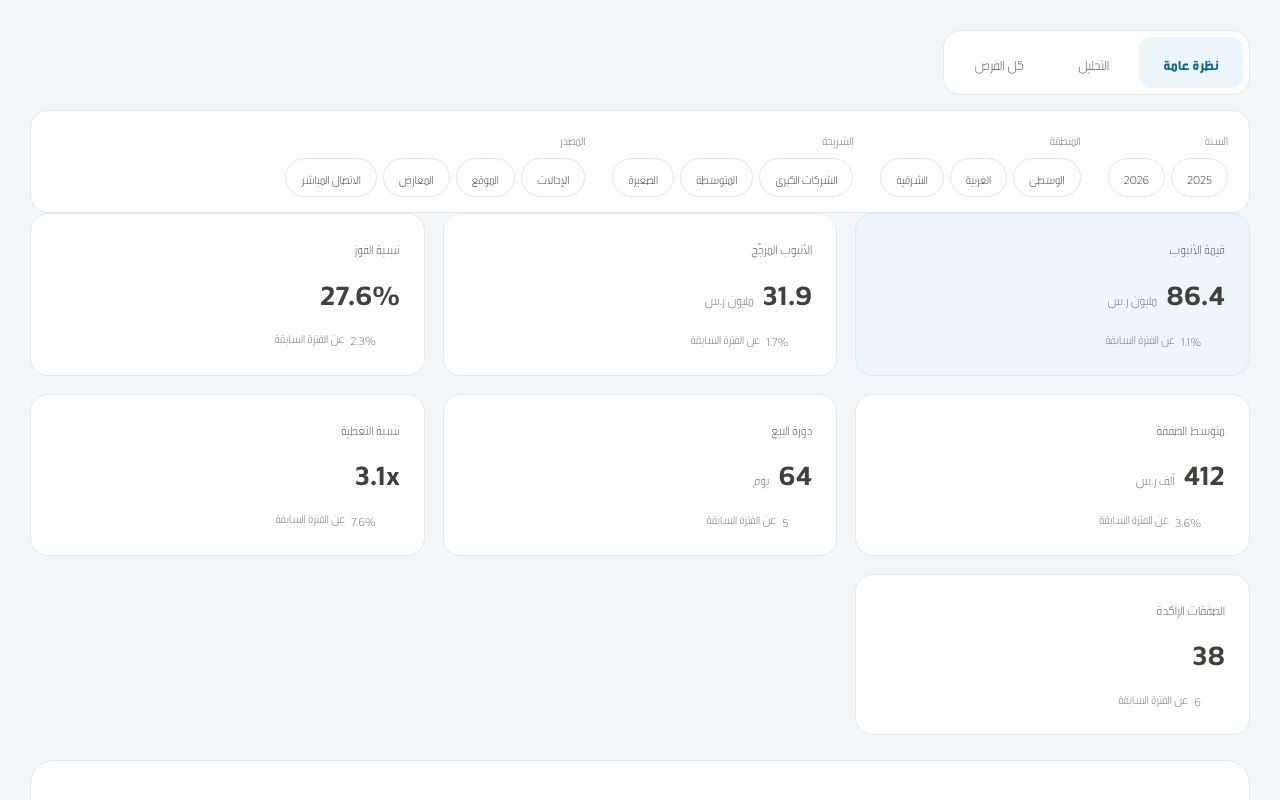 نظرة عامة
التحليل
كل الفرص
السنة
2025
2026
المنطقة
الوسطى
الغربية
الشرقية
الشريحة
الشركات الكبرى
المتوسطة
الصغيرة
المصدر
الإحالات
الموقع
المعارض
الاتصال المباشر
قيمة الأنبوب
86.4 مليون ر.س
1.1% عن الفترة السابقة
الأنبوب المرجّح
31.9 مليون ر.س
1.7% عن الفترة السابقة
نسبة الفوز
27.6%
2.3% عن الفترة السابقة
متوسط الصفقة
412 ألف ر.س
3.6% عن الفترة السابقة
دورة البيع
64 يوم
5 عن الفترة السابقة
نسبة التغطية
3.1x
7.6% عن الفترة السابقة
الصفقات الراكدة
38
6 عن الفترة السابقة